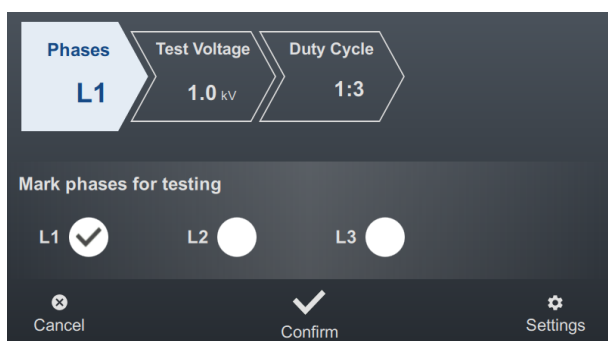 Phases Test Voltage Duty Cycle
L1 1.0 kV 1:3
Mark phases for testing
L1 L2 L3
Cancel Confirm Settings